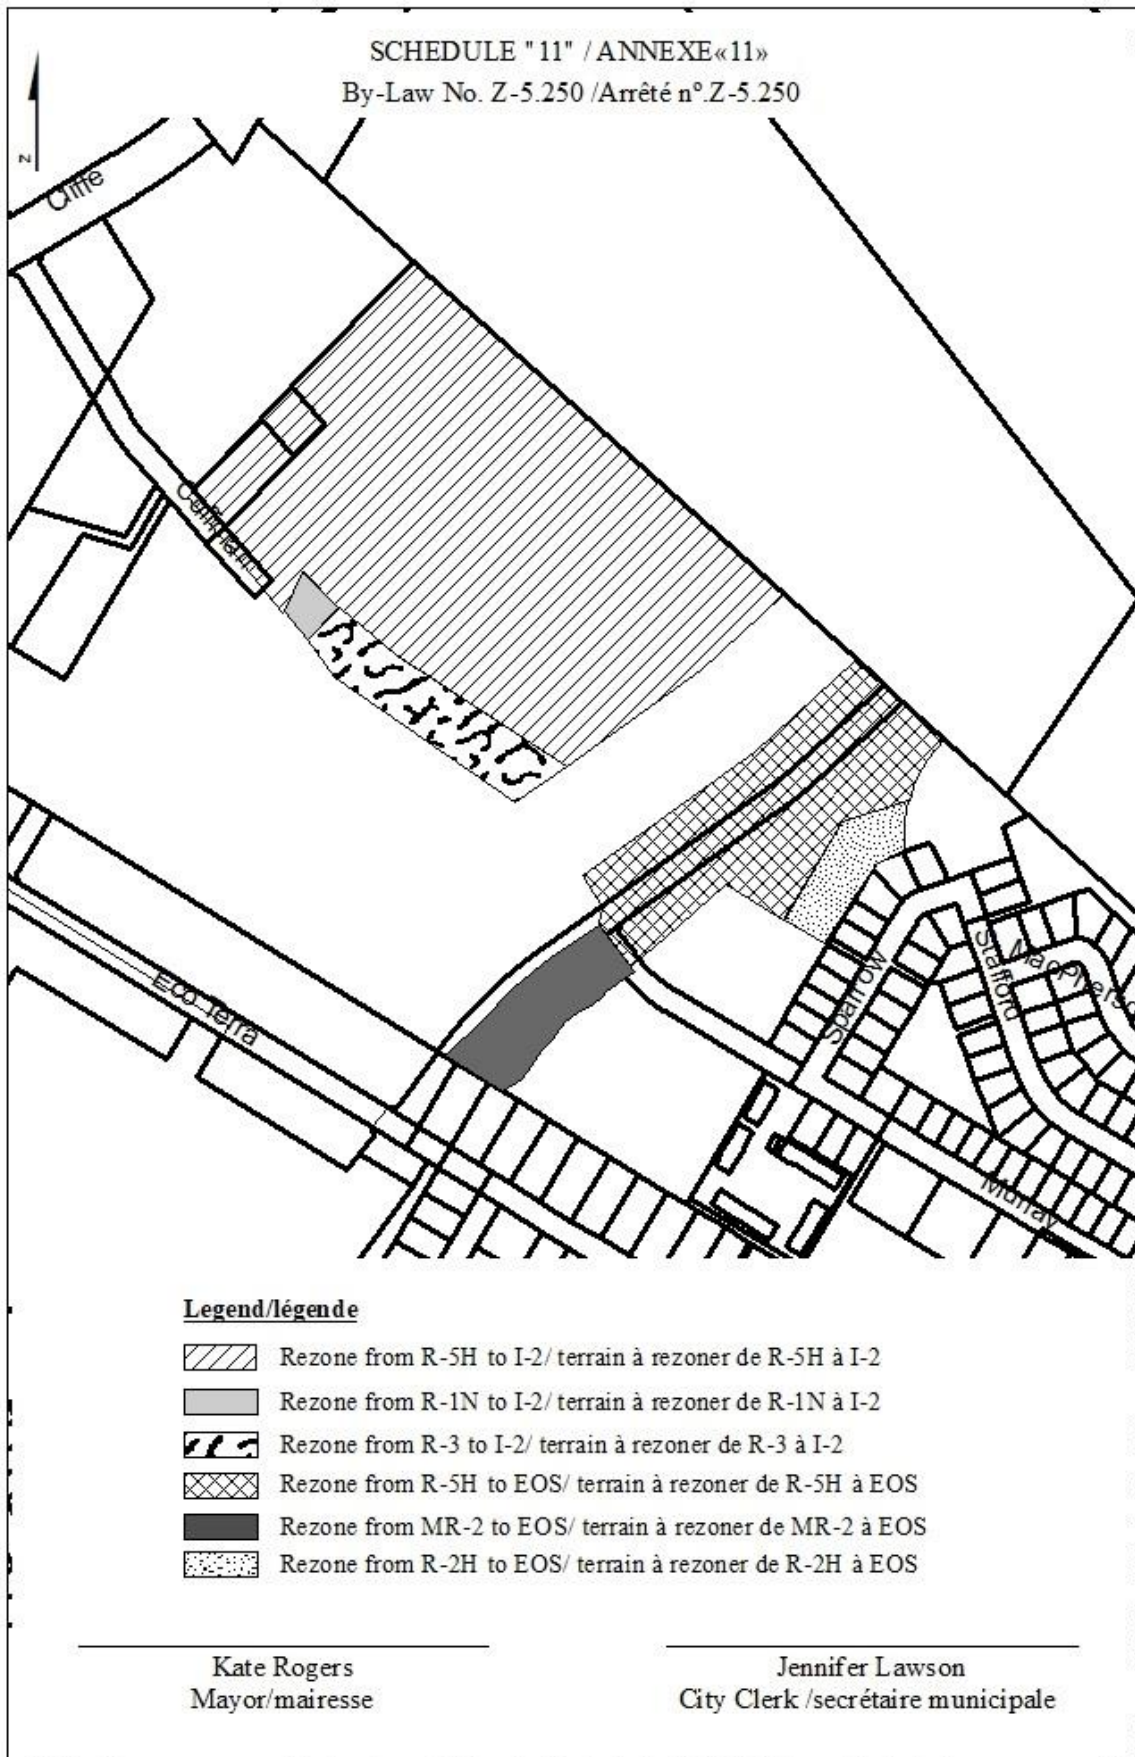 SCHEDULE "11" / ANNEXE«11»
By-Law No. Z-5.250 /Arrêté nº.Z-5.250
N
Cliffe
Eco Terra
Sparrow
Stafford
MacPherso
Murray
Legend/légende
Rezone from R-5H to I-2/ terrain à rezoner de R-5H à I-2
Rezone from R-1N to I-2/ terrain à rezoner de R-1N à I-2
Rezone from R-3 to I-2/ terrain à rezoner de R-3 à I-2
Rezone from R-5H to EOS/ terrain à rezoner de R-5H à EOS
Rezone from MR-2 to EOS/ terrain à rezoner de MR-2 à EOS
Rezone from R-2H to EOS/ terrain à rezoner de R-2H à EOS
Kate Rogers
Mayor/mairesse
Jennifer Lawson
City Clerk /secrétaire municipale